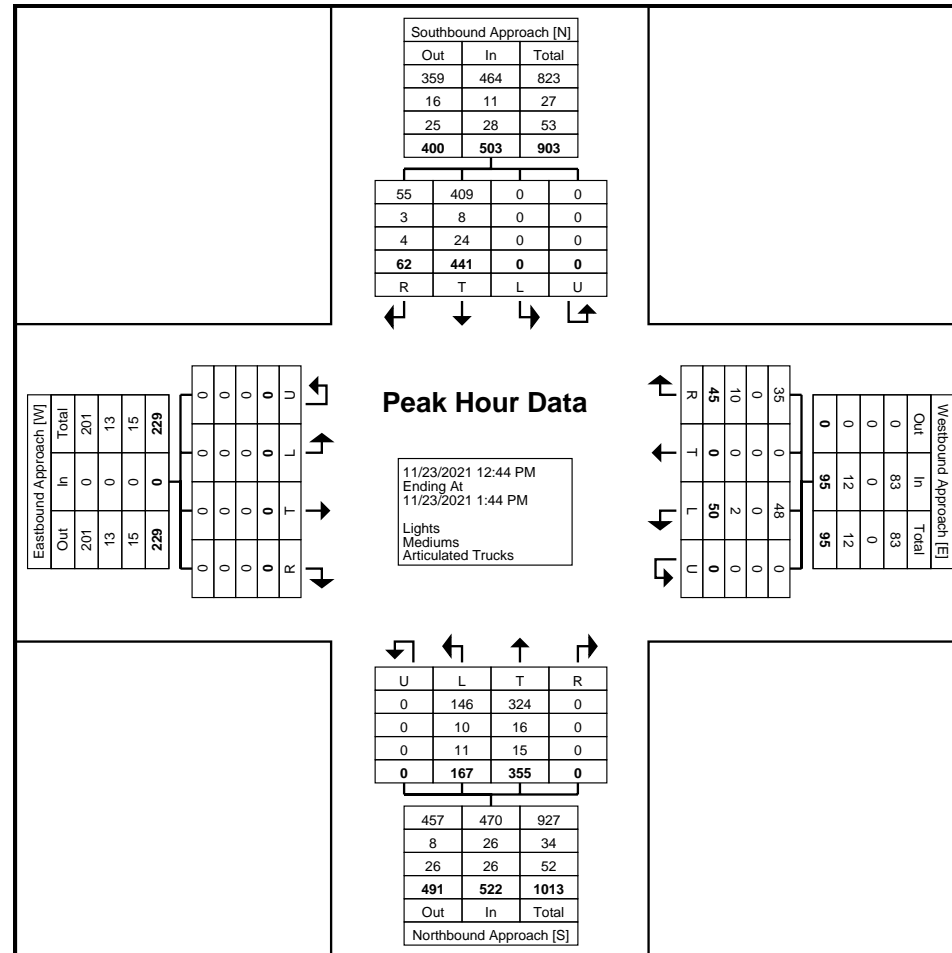 Southbound Approach [N]
Out In Total
359 464 823
16 11 27
25 28 53
400 503 903
55 409 0 0
3 8 0 0
4 24 0 0
62 441 0 0
R T L U
Eastbound Approach [W]
Out In Total
201 0 201
13 0 13
15 0 15
229 0 229
0 0 0 0
0 0 0 0
0 0 0 0
0 0 0 0
R T L U
Peak Hour Data
11/23/2021 12:44 PM
Ending At
11/23/2021 1:44 PM
Lights
Mediums
Articulated Trucks
Westbound Approach [E]
Out In Total
0 83 83
0 0 0
0 12 12
0 95 95
35 0 48 0
0 0 0 0
10 0 2 0
45 0 50 0
R T L U
U L T R
0 146 324 0
0 10 16 0
0 11 15 0
0 167 355 0
457 470 927
8 26 34
26 26 52
491 522 1013
Out In Total
Northbound Approach [S]